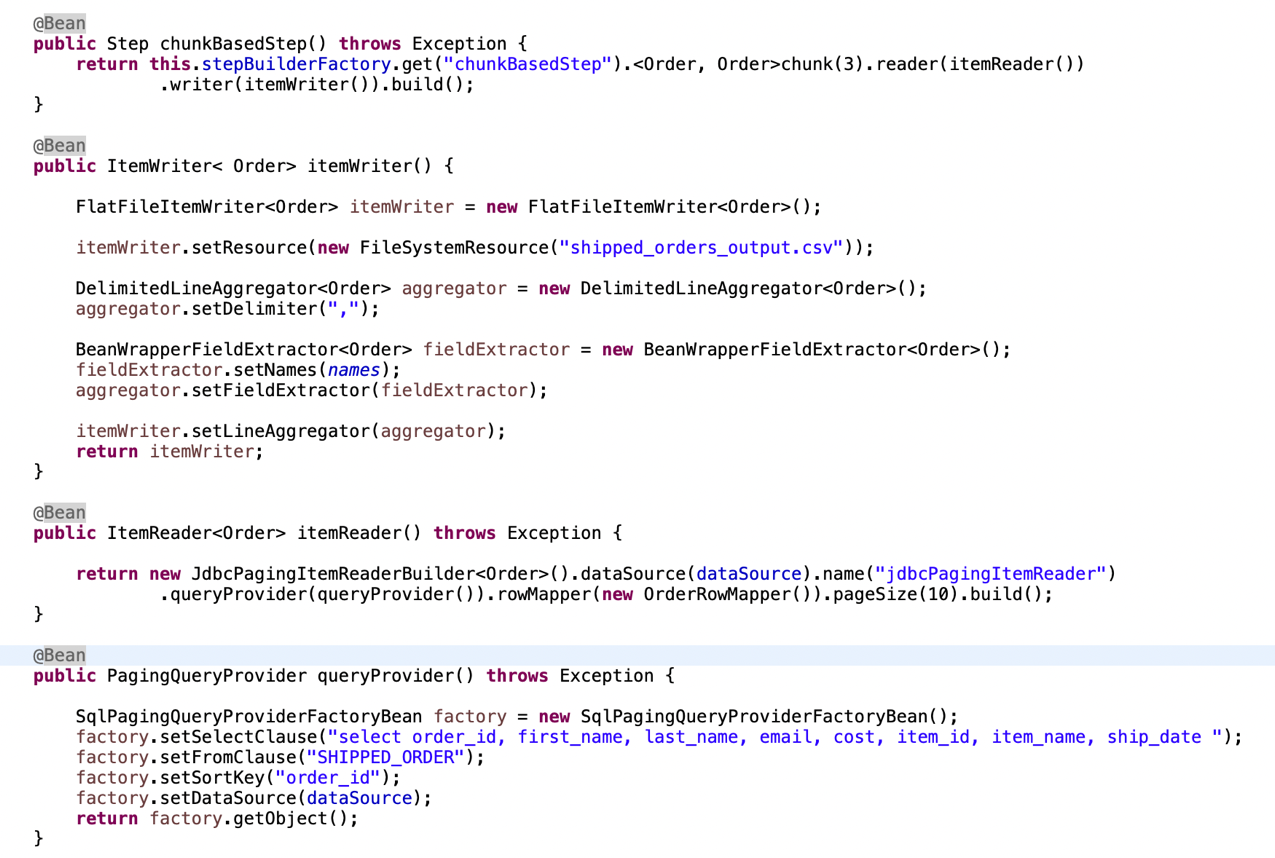 @Bean
public Step chunkBasedStep() throws Exception {
return this.stepBuilderFactory.get("chunkBasedStep").<Order, Order>chunk(3).reader(itemReader())
.writer(itemWriter()).build();
}
@Bean
public ItemWriter< Order> itemWriter() {
FlatFileItemWriter<Order> itemWriter = new FlatFileItemWriter<Order>();
itemWriter.setResource(new FileSystemResource("shipped_orders_output.csv"));
DelimitedLineAggregator<Order> aggregator = new DelimitedLineAggregator<Order>();
aggregator.setDelimiter(",");
BeanWrapperFieldExtractor<Order> fieldExtractor = new BeanWrapperFieldExtractor<Order>();
fieldExtractor.setNames(names);
aggregator.setFieldExtractor(fieldExtractor);
itemWriter.setLineAggregator(aggregator);
return itemWriter;
}
@Bean
public ItemReader<Order> itemReader() throws Exception {
return new JdbcPagingItemReaderBuilder<Order>().dataSource(dataSource).name("jdbcPagingItemReader")
.queryProvider(queryProvider()).rowMapper(new OrderRowMapper()).pageSize(10).build();
}
@Bean
public PagingQueryProvider queryProvider() throws Exception {
SqlPagingQueryProviderFactoryBean factory = new SqlPagingQueryProviderFactoryBean();
factory.setSelectClause("select order_id, first_name, last_name, email, cost, item_id, item_name, ship_date ");
factory.setFromClause("SHIPPED_ORDER");
factory.setSortKey("order_id");
factory.setDataSource(dataSource);
return factory.getObject();
}